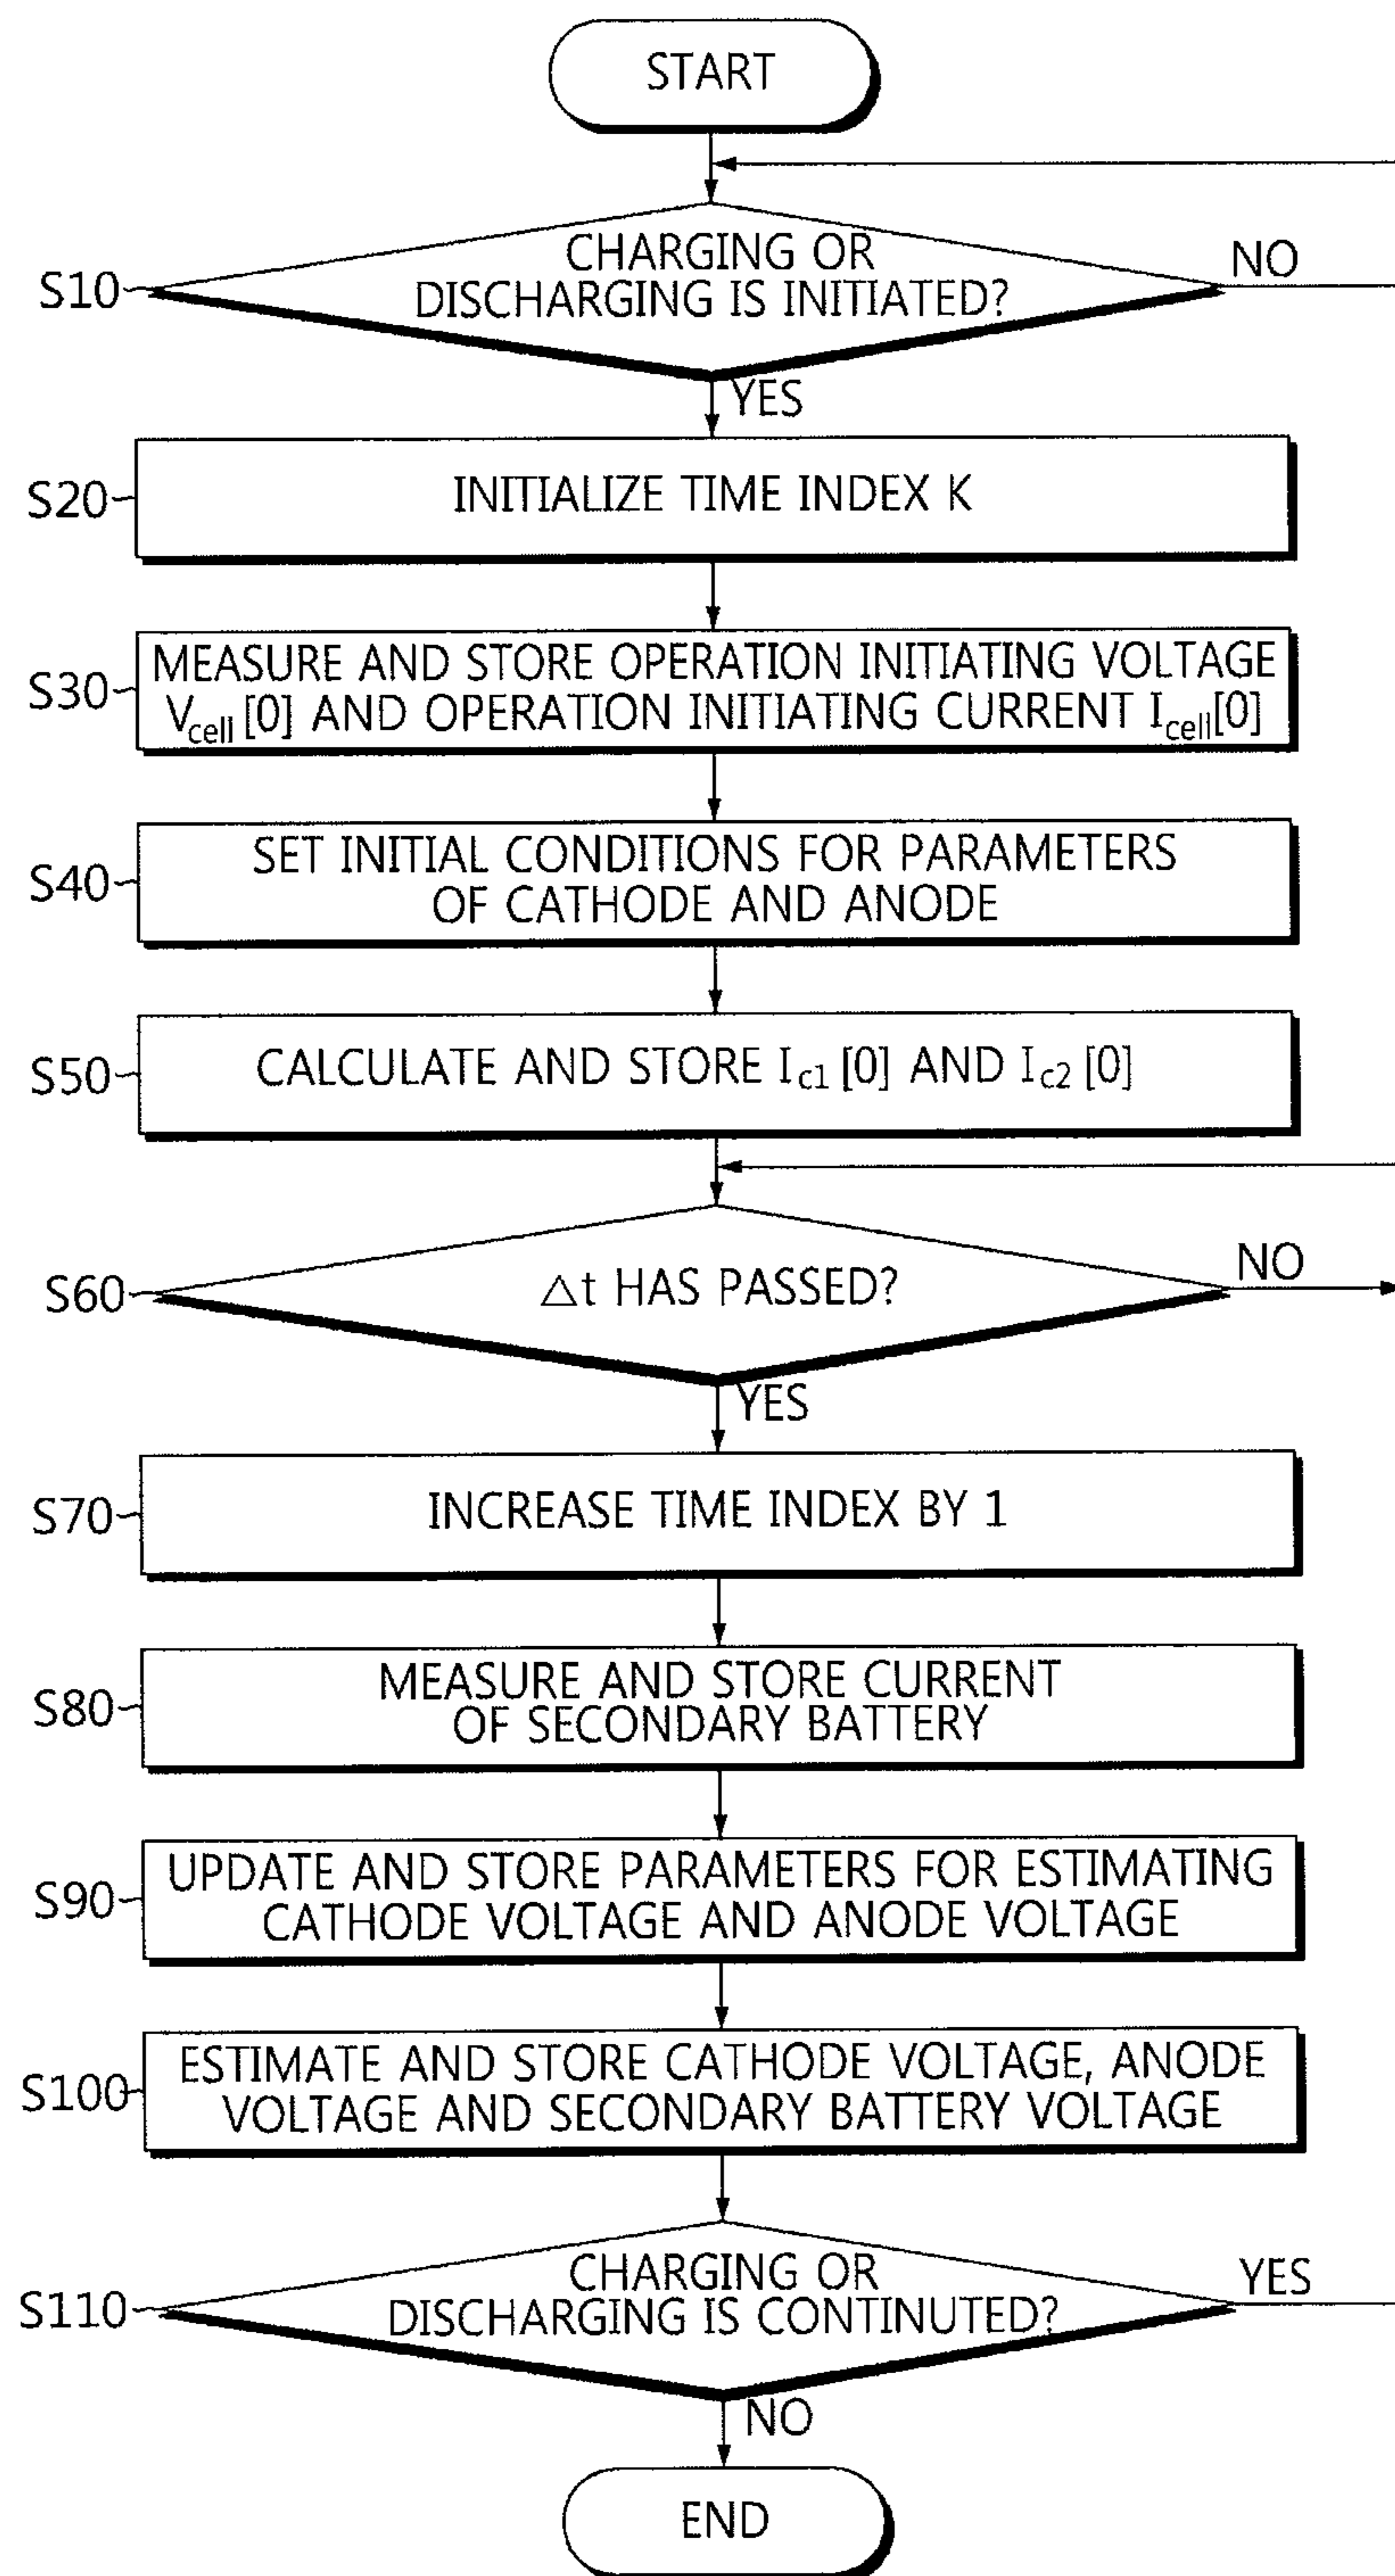 START
CHARGING OR
DISCHARGING IS INITIATED?
NO
S10
YES
S20
INITIALIZE TIME INDEX K
S30
MEASURE AND STORE OPERATION INITIATING VOLTAGE
Vcell [0] AND OPERATION INITIATING CURRENT Icell[0]
S40
SET INITIAL CONDITIONS FOR PARAMETERS
OF CATHODE AND ANODE
S50
CALCULATE AND STORE Ic1 [0] AND Ic2 [0]
S60
△t HAS PASSED?
NO
YES
S70
INCREASE TIME INDEX BY 1
S80
MEASURE AND STORE CURRENT
OF SECONDARY BATTERY
S90
UPDATE AND STORE PARAMETERS FOR ESTIMATING
CATHODE VOLTAGE AND ANODE VOLTAGE
S100
ESTIMATE AND STORE CATHODE VOLTAGE, ANODE
VOLTAGE AND SECONDARY BATTERY VOLTAGE
S110
CHARGING OR
DISCHARGING IS CONTINUTED?
YES
NO
END